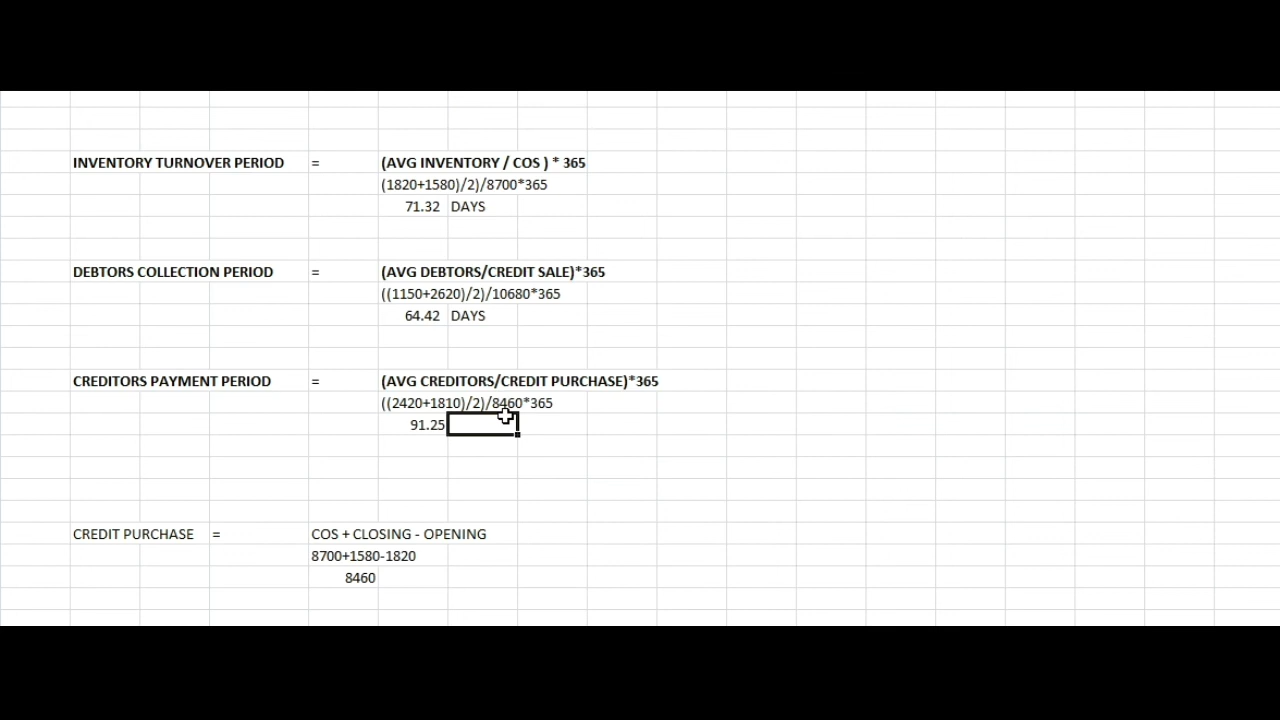 INVENTORY TURNOVER PERIOD = (AVG INVENTORY / COS ) * 365
(1820+1580)/2)/8700*365
71.32 DAYS
DEBTORS COLLECTION PERIOD = (AVG DEBTORS/CREDIT SALE)*365
((1150+2620)/2)/10680*365
64.42 DAYS
CREDITORS PAYMENT PERIOD = (AVG CREDITORS/CREDIT PURCHASE)*365
((2420+1810)/2)/8460*365
91.25
CREDIT PURCHASE = COS + CLOSING - OPENING
8700+1580-1820
8460